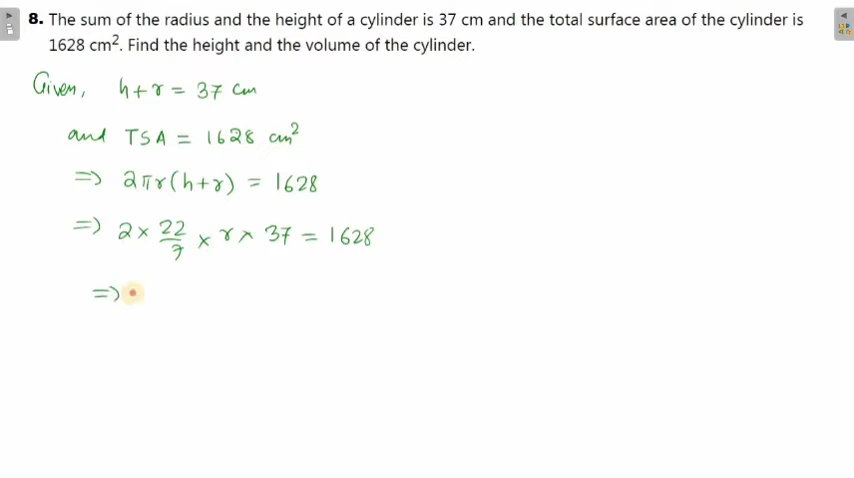 8. The sum of the radius and the height of a cylinder is 37 cm and the total surface area of the cylinder is
1628 cm². Find the height and the volume of the cylinder.
Given, h+r = 37 cm
and TSA = 1628 cm²
=> 2πr(h+r) = 1628
=> 2 × 22/7 × r × 37 = 1628
=>